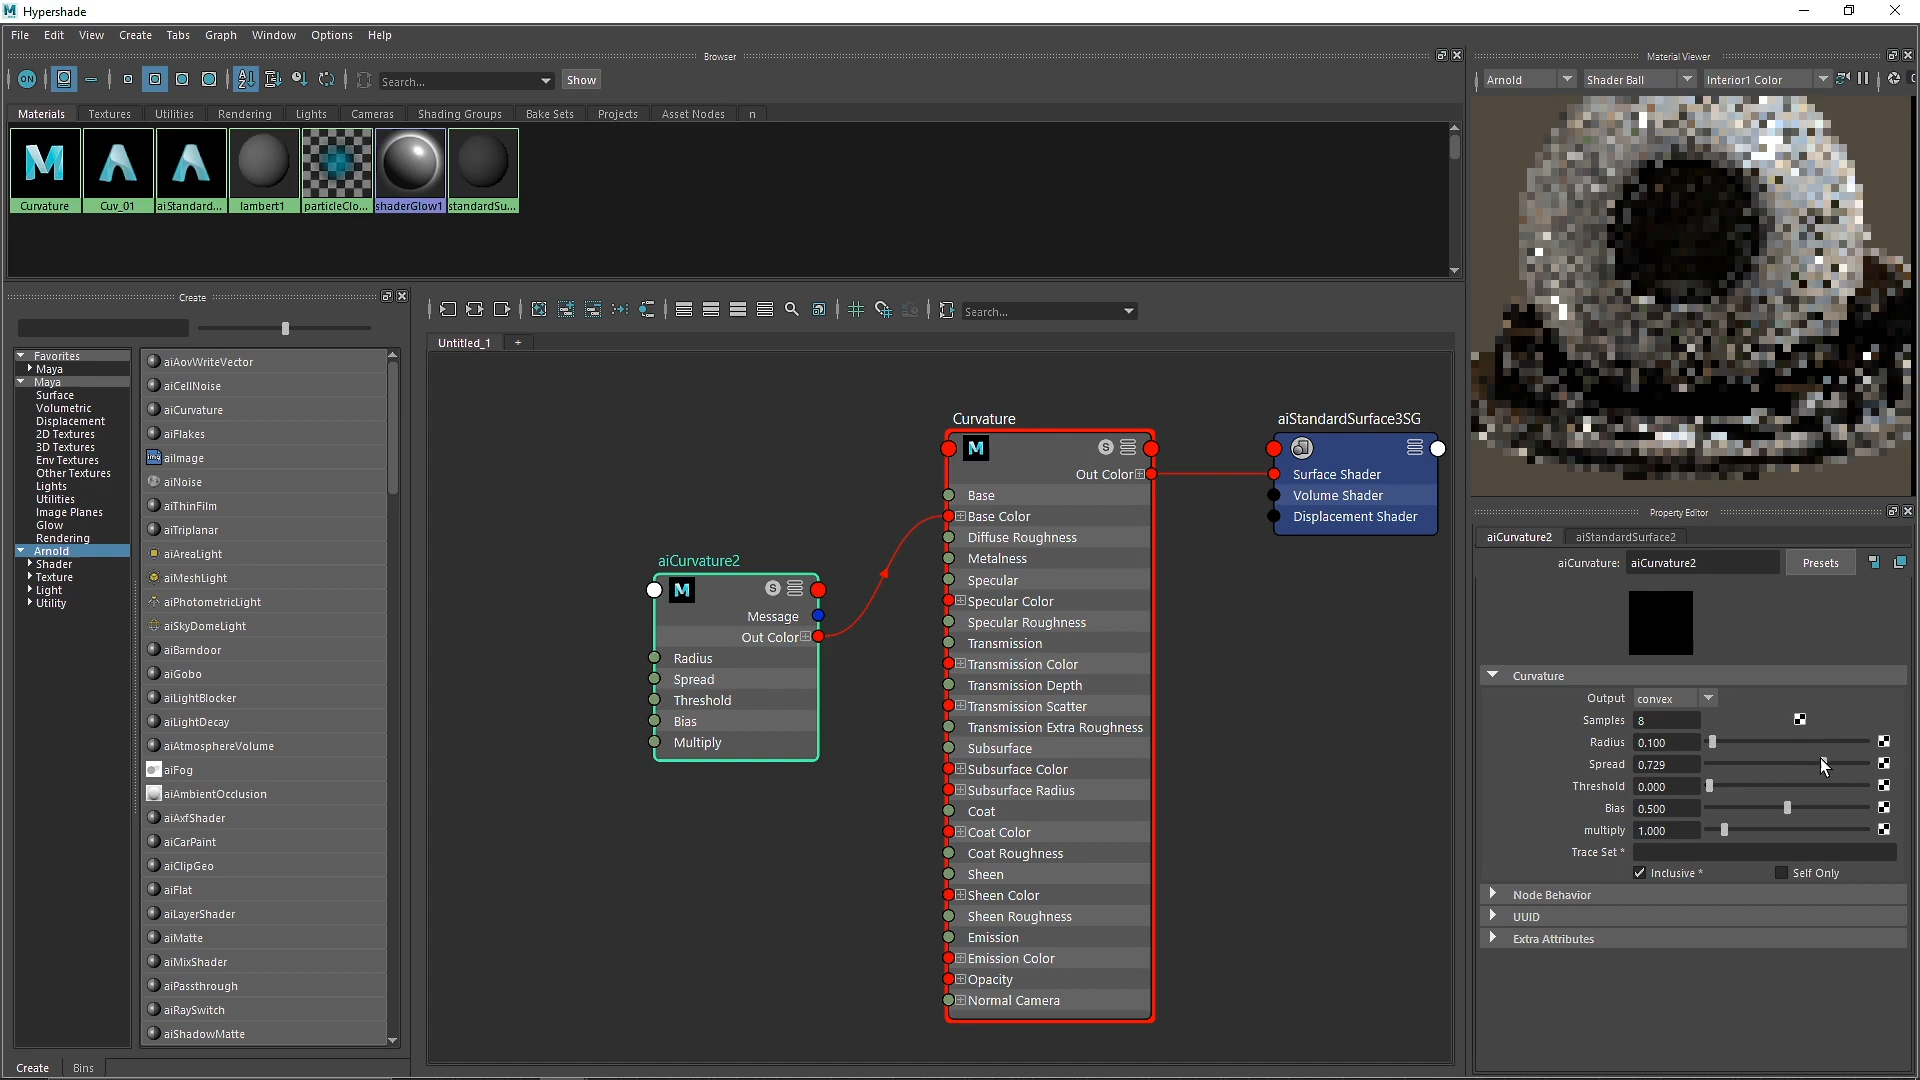 Hypershade
File Edit View Create Tabs Graph Window Options Help
Browser
ON Search... Show
Materials Textures Utilities Rendering Lights Cameras Shading Groups Bake Sets Projects Asset Nodes n
Curvature Cuv_01 aiStandard... lambert1 particleClo... shaderGlow1 standardSu...
Material Viewer
Arnold Shader Ball Interior1 Color
Create
Favorites
Maya
Maya
Surface
Volumetric
Displacement
2D Textures
3D Textures
Env Textures
Other Textures
Lights
Utilities
Image Planes
Glow
Rendering
Arnold
Shader
Texture
Light
Utility
aiAovWriteVector
aiCellNoise
aiCurvature
aiFlakes
aiImage
aiNoise
aiThinFilm
aiTriplanar
aiAreaLight
aiMeshLight
aiPhotometricLight
aiSkyDomeLight
aiBarndoor
aiGobo
aiLightBlocker
aiLightDecay
aiAtmosphereVolume
aiFog
aiAmbientOcclusion
aiAxfShader
aiCarPaint
aiClipGeo
aiFlat
aiLayerShader
aiMatte
aiMixShader
aiPassthrough
aiRaySwitch
aiShadowMatte
Create Bins
Search...
Untitled_1 +
aiCurvature2
M S
Message
Out Color
Radius
Spread
Threshold
Bias
Multiply
Curvature
M S
Out Color
Base
Base Color
Diffuse Roughness
Metalness
Specular
Specular Color
Specular Roughness
Transmission
Transmission Color
Transmission Depth
Transmission Scatter
Transmission Extra Roughness
Subsurface
Subsurface Color
Subsurface Radius
Coat
Coat Color
Coat Roughness
Sheen
Sheen Color
Sheen Roughness
Emission
Emission Color
Opacity
Normal Camera
aiStandardSurface3SG
Surface Shader
Volume Shader
Displacement Shader
Property Editor
aiCurvature2 aiStandardSurface2
aiCurvature: aiCurvature2 Presets
Curvature
Output convex
Samples 8
Radius 0.100
Spread 0.729
Threshold 0.000
Bias 0.500
multiply 1.000
Trace Set *
Inclusive * Self Only
Node Behavior
UUID
Extra Attributes